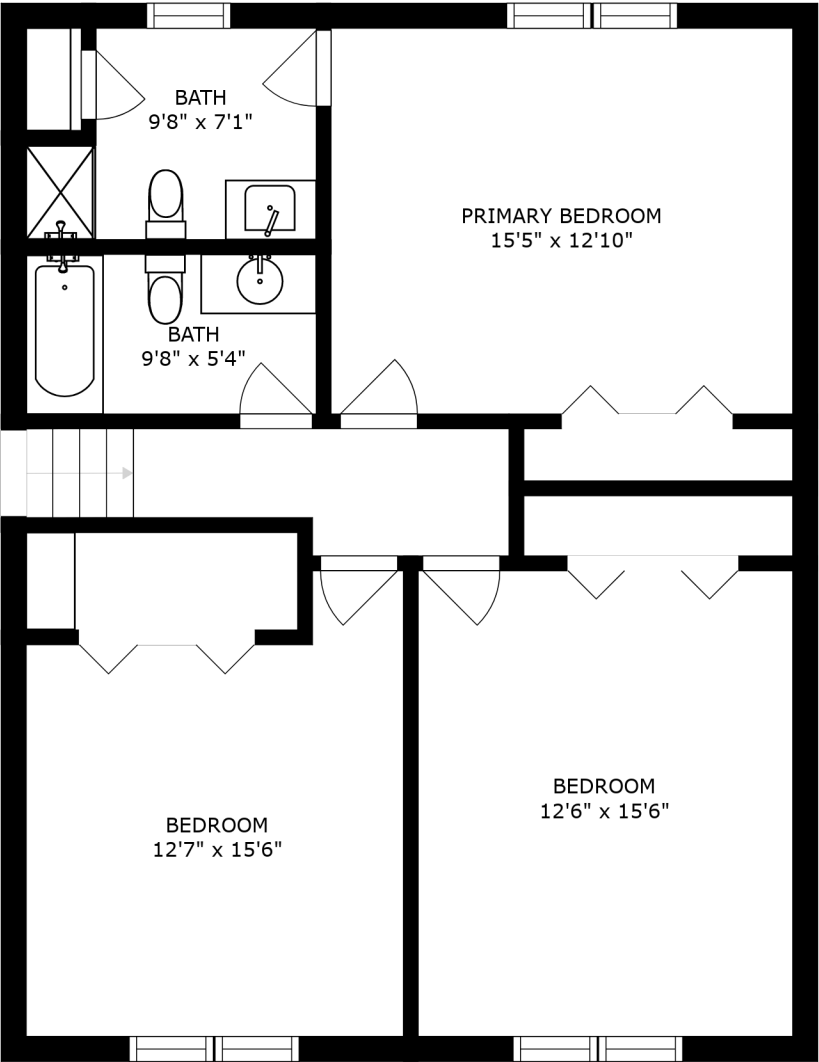 BATH
9'8" x 7'1"
PRIMARY BEDROOM
15'5" x 12'10"
BATH
9'8" x 5'4"
BEDROOM
12'6" x 15'6"
BEDROOM
12'7" x 15'6"